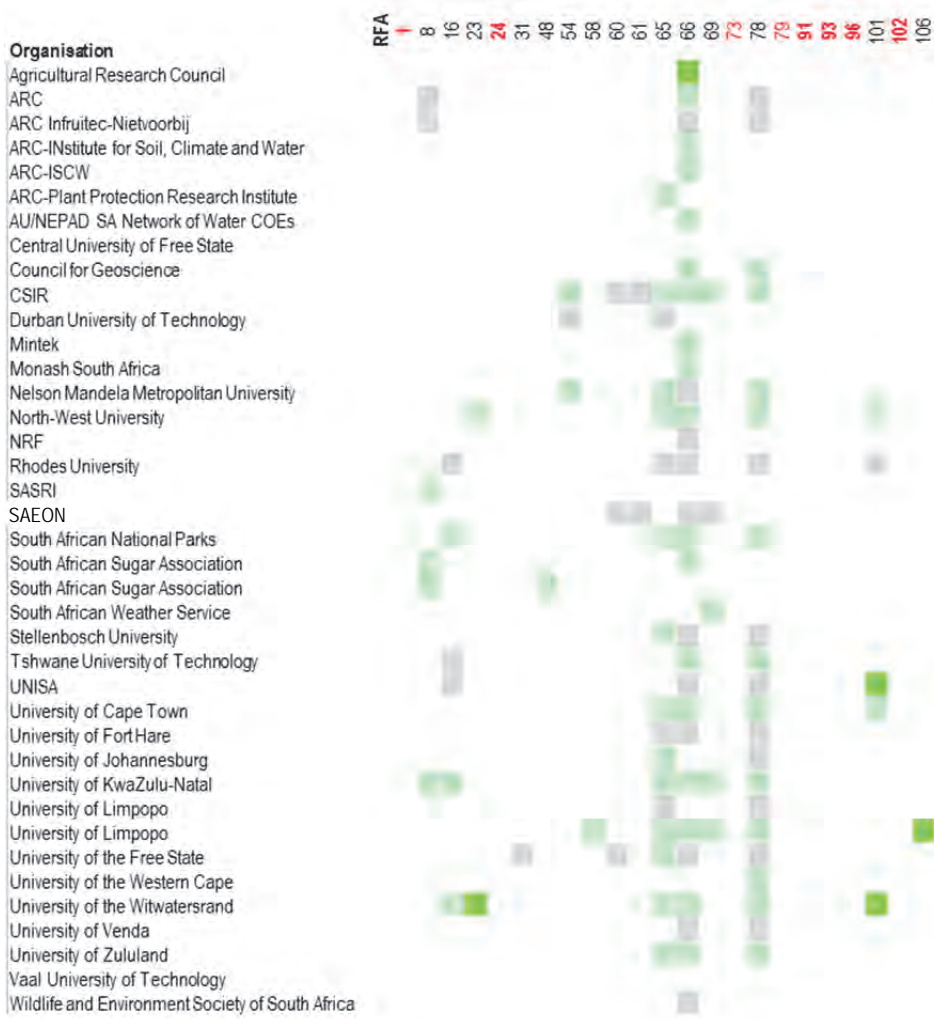 RFA 1 8 16 23 24 31 48 54 58 60 61 65 66 69 73 78 79 91 93 96 101 102 106
Organisation
Agricultural Research Council
ARC
ARC Infruitec-Nietvoorbij
ARC-INstitute for Soil, Climate and Water
ARC-ISCW
ARC-Plant Protection Research Institute
AU/NEPAD SA Network of Water COEs
Central University of Free State
Council for Geoscience
CSIR
Durban University of Technology
Mintek
Monash South Africa
Nelson Mandela Metropolitan University
North-West University
NRF
Rhodes University
SASRI
SAEON
South African National Parks
South African Sugar Association
South African Sugar Association
South African Weather Service
Stellenbosch University
Tshwane University of Technology
UNISA
University of Cape Town
University of Fort Hare
University of Johannesburg
University of KwaZulu-Natal
University of Limpopo
University of Limpopo
University of the Free State
University of the Western Cape
University of the Witwatersrand
University of Venda
University of Zululand
Vaal University of Technology
Wildlife and Environment Society of South Africa